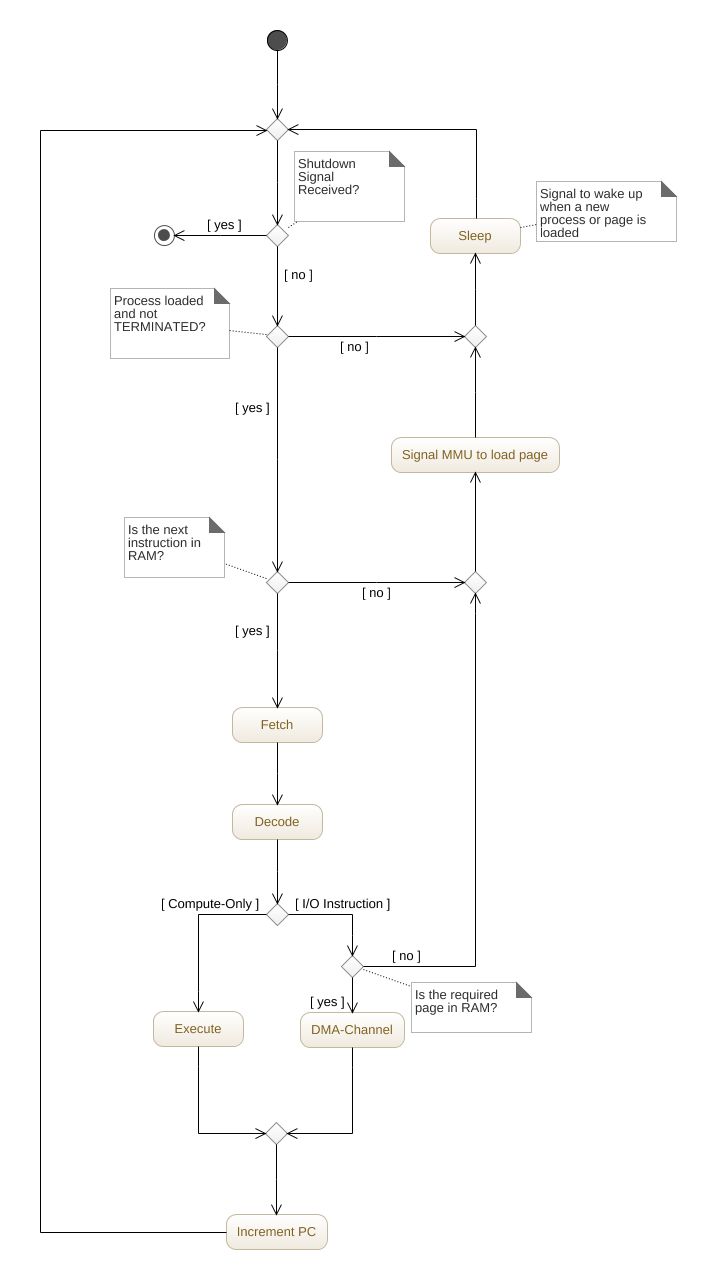 Shutdown
Signal
Received?
Signal to wake up
when a new
process or page is
loaded
[ yes ]
Sleep
[ no ]
Process loaded
and not
TERMINATED?
[ no ]
[ yes ]
Signal MMU to load page
Is the next
instruction in
RAM?
[ no ]
[ yes ]
Fetch
Decode
[ Compute-Only ]
[ I/O Instruction ]
[ no ]
Is the required
page in RAM?
[ yes ]
Execute
DMA-Channel
Increment PC